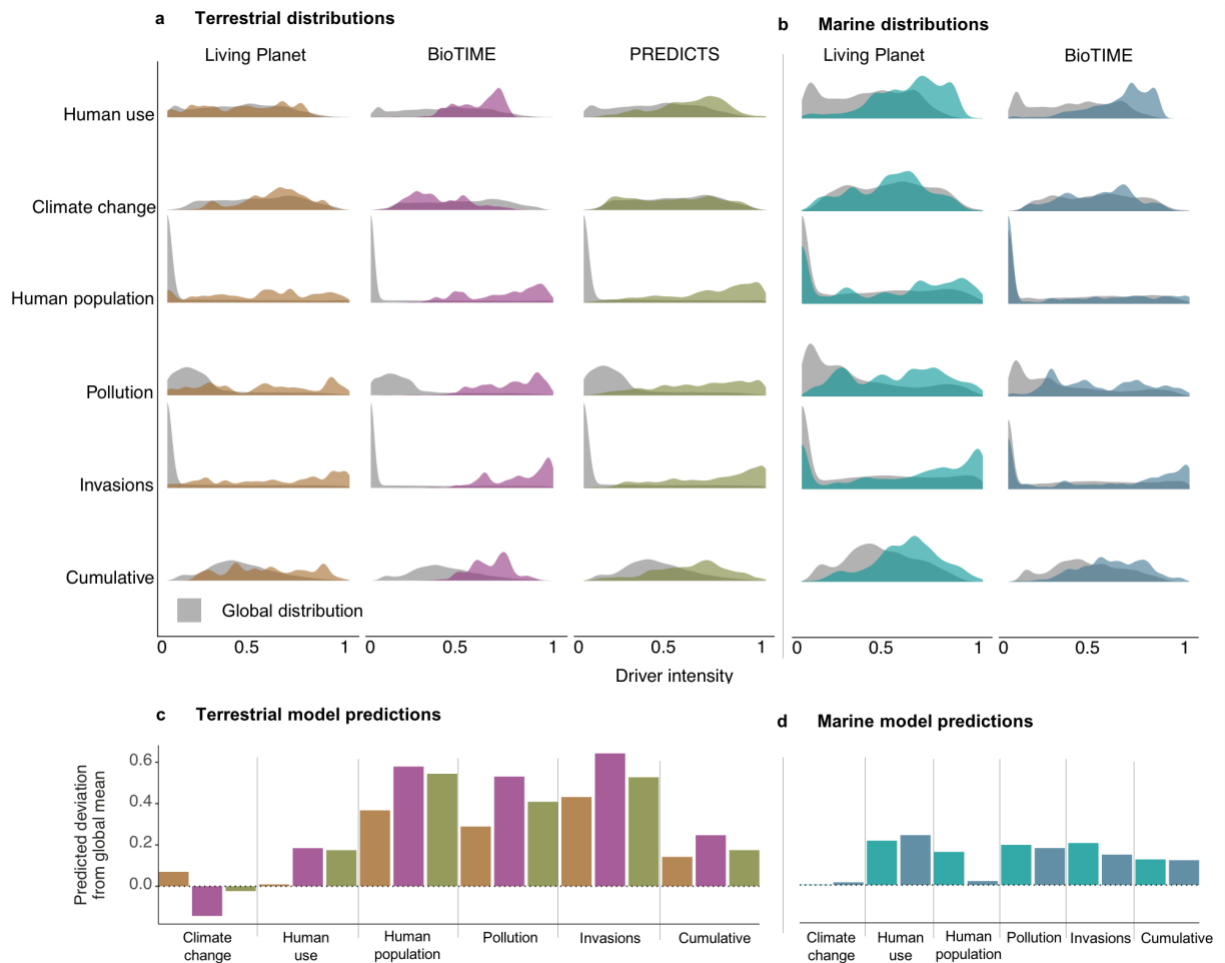 a Terrestrial distributions
b Marine distributions
Living Planet
BioTIME
PREDICTS
Living Planet
BioTIME
Human use
Climate change
Human population
Pollution
Invasions
Cumulative
Global distribution
0 0.5 1
0 0.5 1
0 0.5 1
0 0.5 1
0 0.5 1
Driver intensity
c Terrestrial model predictions
d Marine model predictions
Predicted deviation
from global mean
0.6
0.4
0.2
0.0
Climate
change
Human
use
Human
population
Pollution
Invasions
Cumulative
Climate
change
Human
use
Human
population
Pollution
Invasions
Cumulative